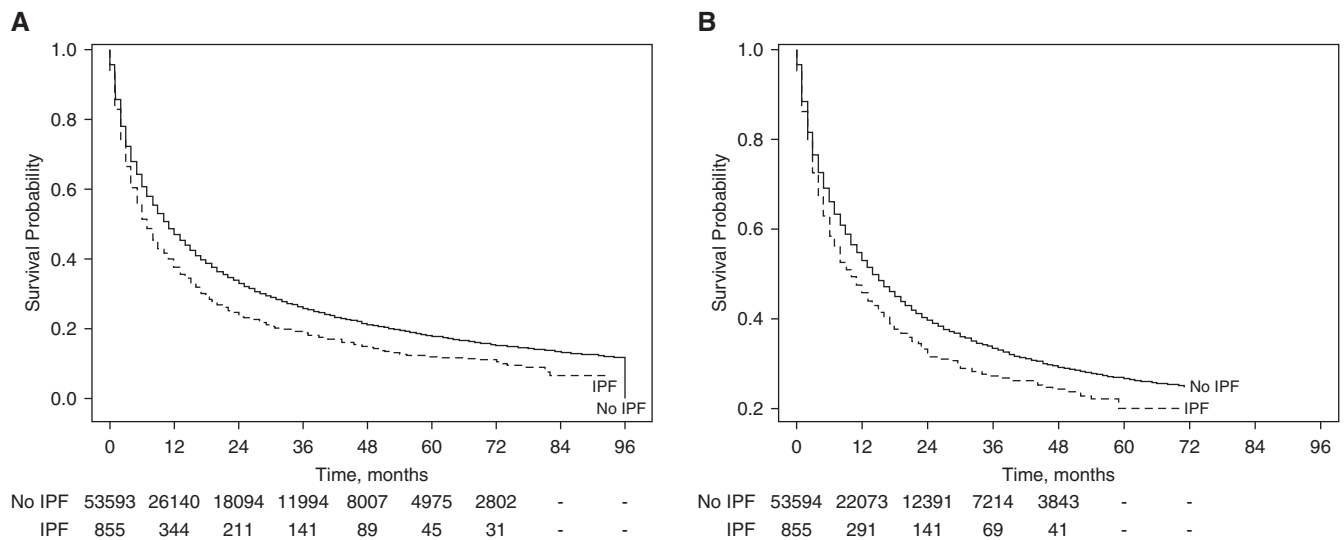 A
1.0
0.8
0.6
0.4
0.2
0.0
Survival Probability
IPF
No IPF
0 12 24 36 48 60 72 84 96
Time, months
No IPF 53593 26140 18094 11994 8007 4975 2802 - -
IPF 855 344 211 141 89 45 31 - -
B
1.0
0.8
0.6
0.4
0.2
Survival Probability
No IPF
IPF
0 12 24 36 48 60 72 84 96
Time, months
No IPF 53594 22073 12391 7214 3843 - - -
IPF 855 291 141 69 41 - - -